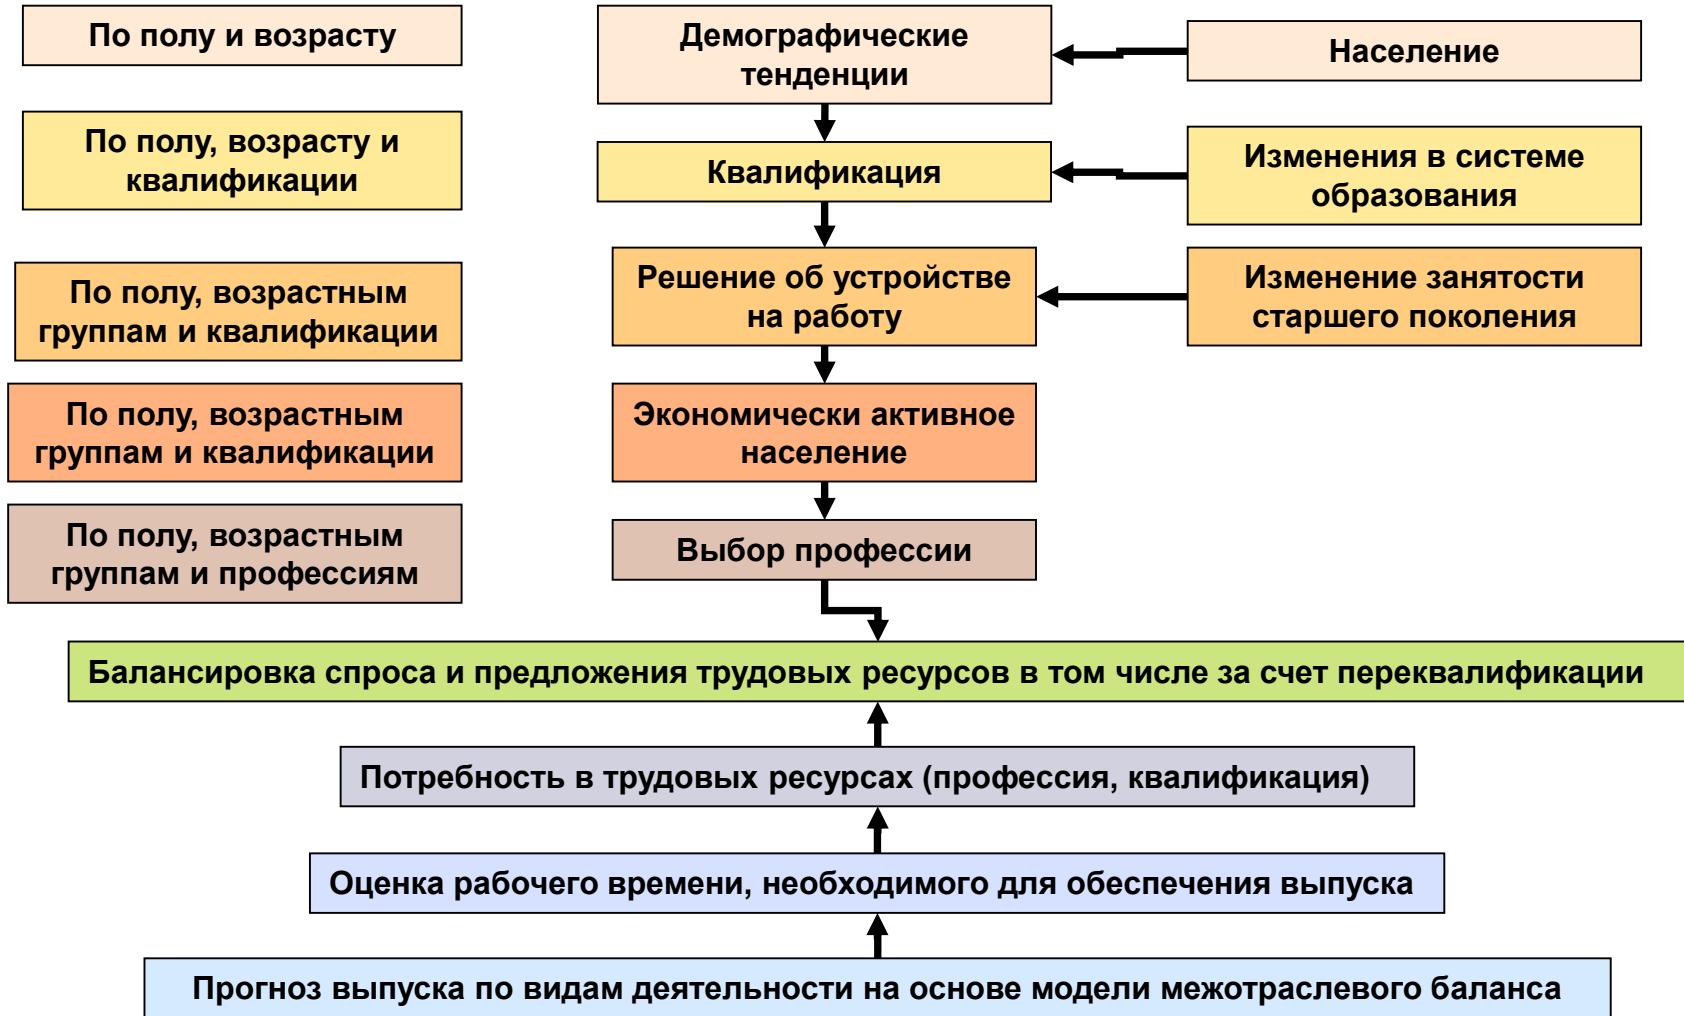 По полу и возрасту
Демографические
тенденции
Население
По полу, возрасту и
квалификации
Квалификация
Изменения в системе
образования
По полу, возрастным
группам и квалификации
Решение об устройстве
на работу
Изменение занятости
старшего поколения
По полу, возрастным
группам и квалификации
Экономически активное
население
По полу, возрастным
группам и профессиям
Выбор профессии
Балансировка спроса и предложения трудовых ресурсов в том числе за счет переквалификации
Потребность в трудовых ресурсах (профессия, квалификация)
Оценка рабочего времени, необходимого для обеспечения выпуска
Прогноз выпуска по видам деятельности на основе модели межотраслевого баланса